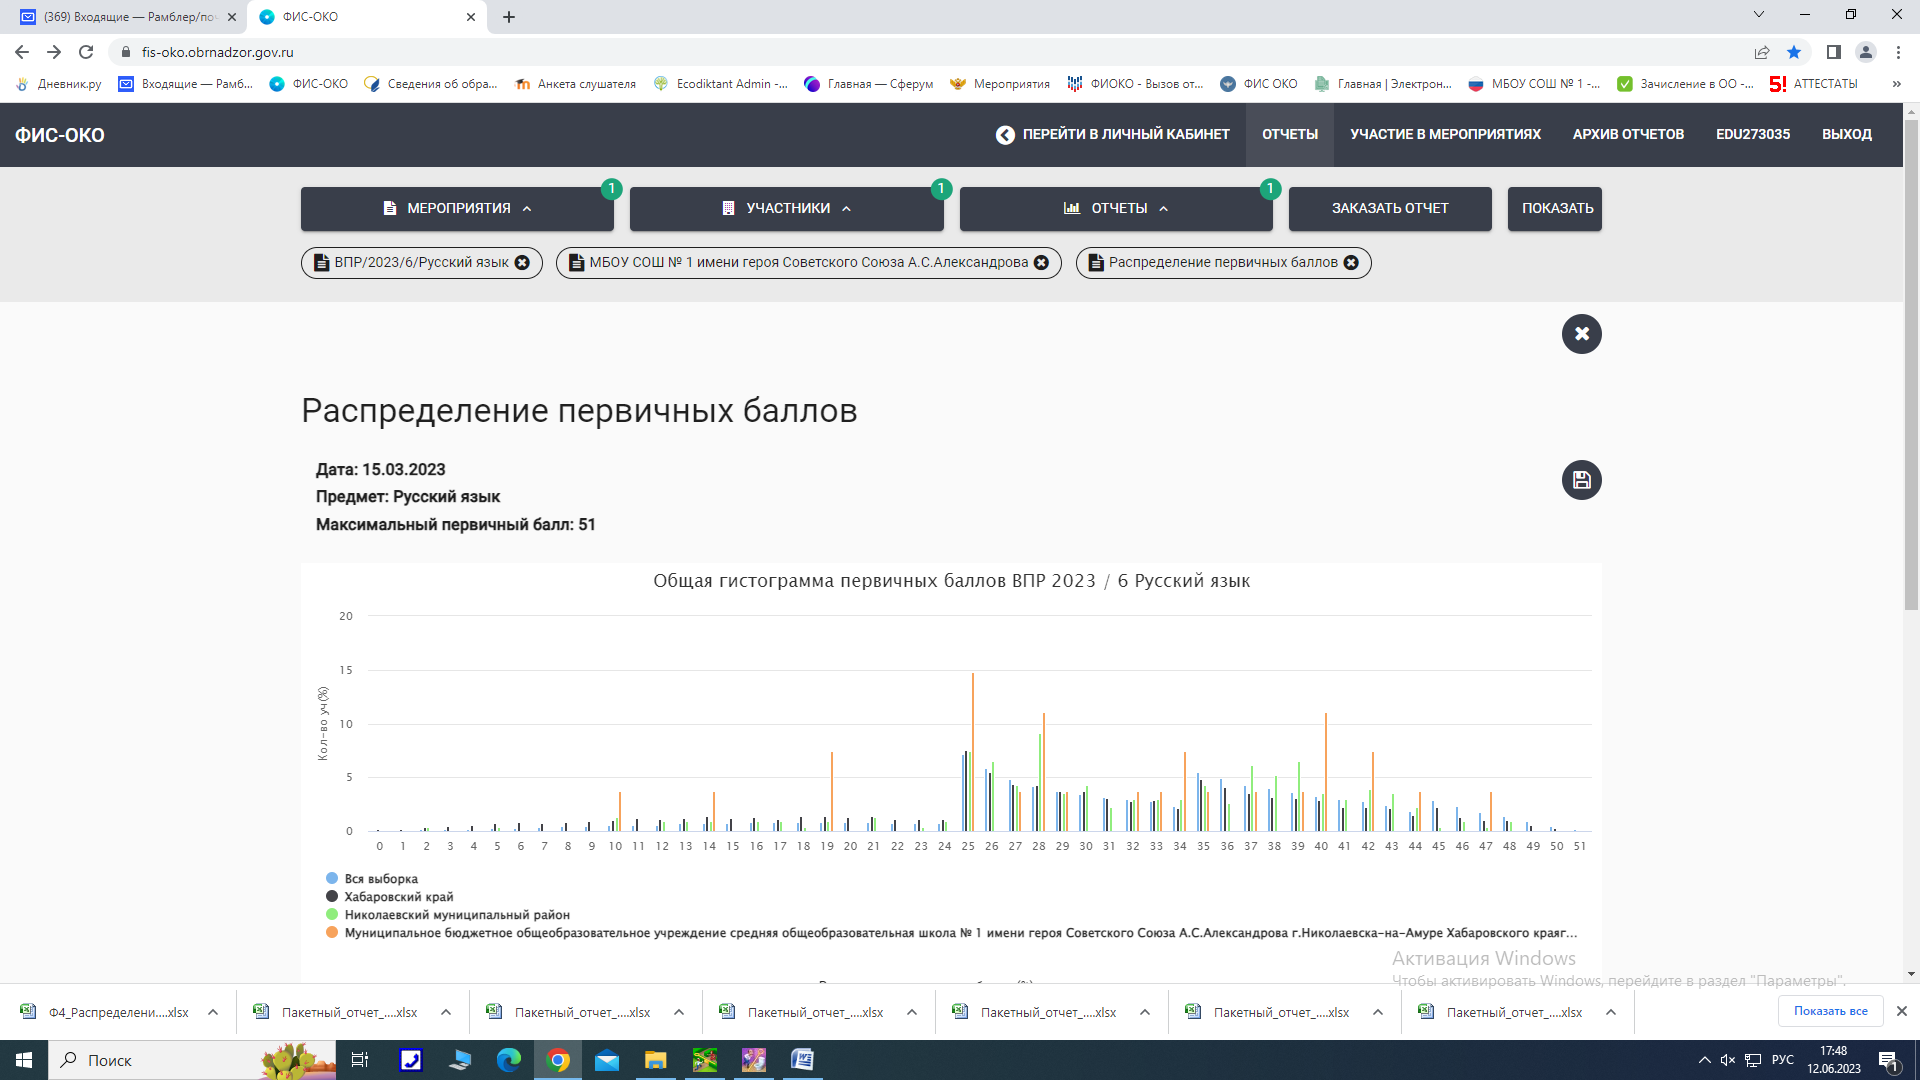 (369) Входящие — Рамблер/по
ФИС-ОКО
fis-oko.obrnadzor.gov.ru
Дневник.ру
Входящие — Рамб...
ФИС-ОКО
Сведения об обра...
Анкета слушателя
Ecodiktant Admin -...
Главная — Сферум
Мероприятия
ФИОКО - Вызов от...
ФИС ОКО
Главная | Электрон...
МБОУ СОШ № 1 -...
Зачисление в ОО -...
5! АТТЕСТАТЫ
»
ФИС-ОКО
ПЕРЕЙТИ В ЛИЧНЫЙ КАБИНЕТ
ОТЧЕТЫ
УЧАСТИЕ В МЕРОПРИЯТИЯХ
АРХИВ ОТЧЕТОВ
EDU273035
ВЫХОД
МЕРОПРИЯТИЯ 1
УЧАСТНИКИ 1
ОТЧЕТЫ 1
ЗАКАЗАТЬ ОТЧЕТ
ПОКАЗАТЬ
ВПР/2023/6/Русский язык
МБОУ СОШ № 1 имени героя Советского Союза А.С.Александрова
Распределение первичных баллов
Распределение первичных баллов
Дата: 15.03.2023
Предмет: Русский язык
Максимальный первичный балл: 51
Общая гистограмма первичных баллов ВПР 2023 / 6 Русский язык
Кол-во уч(%)
20
15
10
5
0
0 1 2 3 4 5 6 7 8 9 10 11 12 13 14 15 16 17 18 19 20 21 22 23 24 25 26 27 28 29 30 31 32 33 34 35 36 37 38 39 40 41 42 43 44 45 46 47 48 49 50 51
Вся выборка
Хабаровский край
Николаевский муниципальный район
Муниципальное бюджетное общеобразовательное учреждение средняя общеобразовательная школа № 1 имени героя Советского Союза А.С.Александрова г.Николаевска-на-Амуре Хабаровского краяг...
Активация Windows
Чтобы активировать Windows, перейдите в раздел "Параметры".
Ф4_Распределени....xlsx
Пакетный_отчет_....xlsx
Пакетный_отчет_....xlsx
Пакетный_отчет_....xlsx
Пакетный_отчет_....xlsx
Пакетный_отчет_....xlsx
Пакетный_отчет_....xlsx
Показать все
Поиск
РУС
17:48
12.06.2023
1